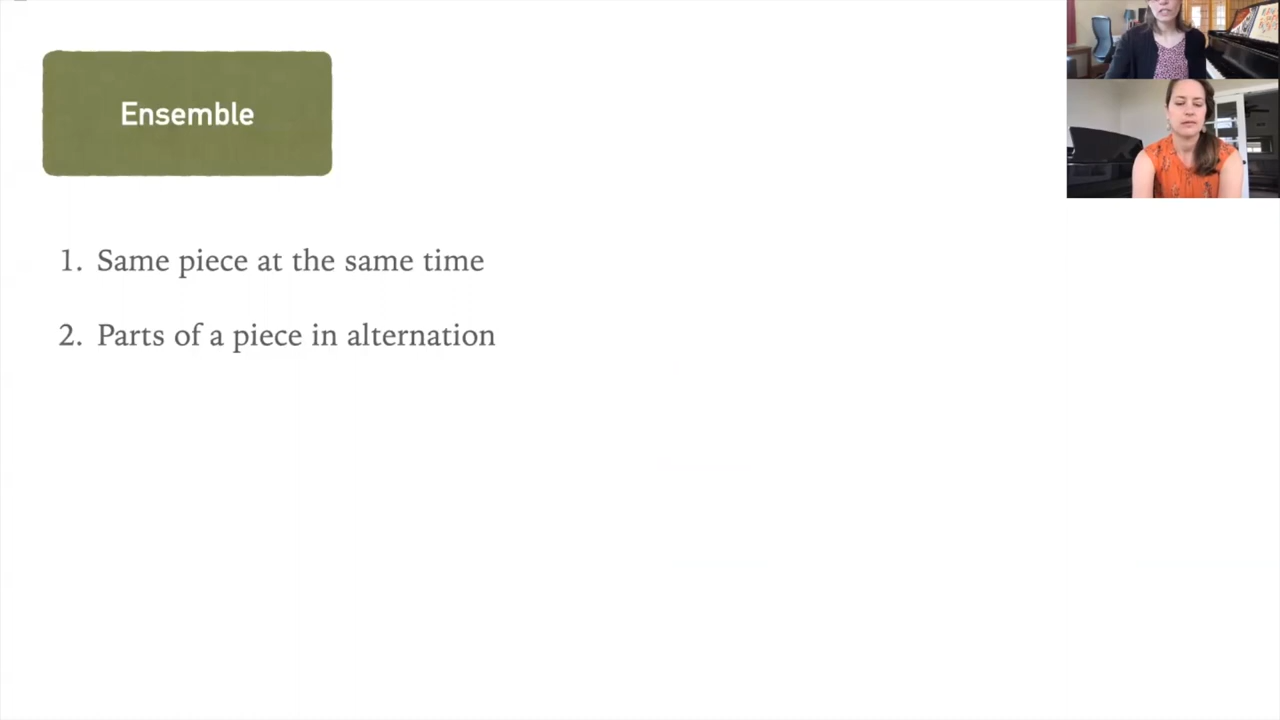 Ensemble
1. Same piece at the same time
2. Parts of a piece in alternation